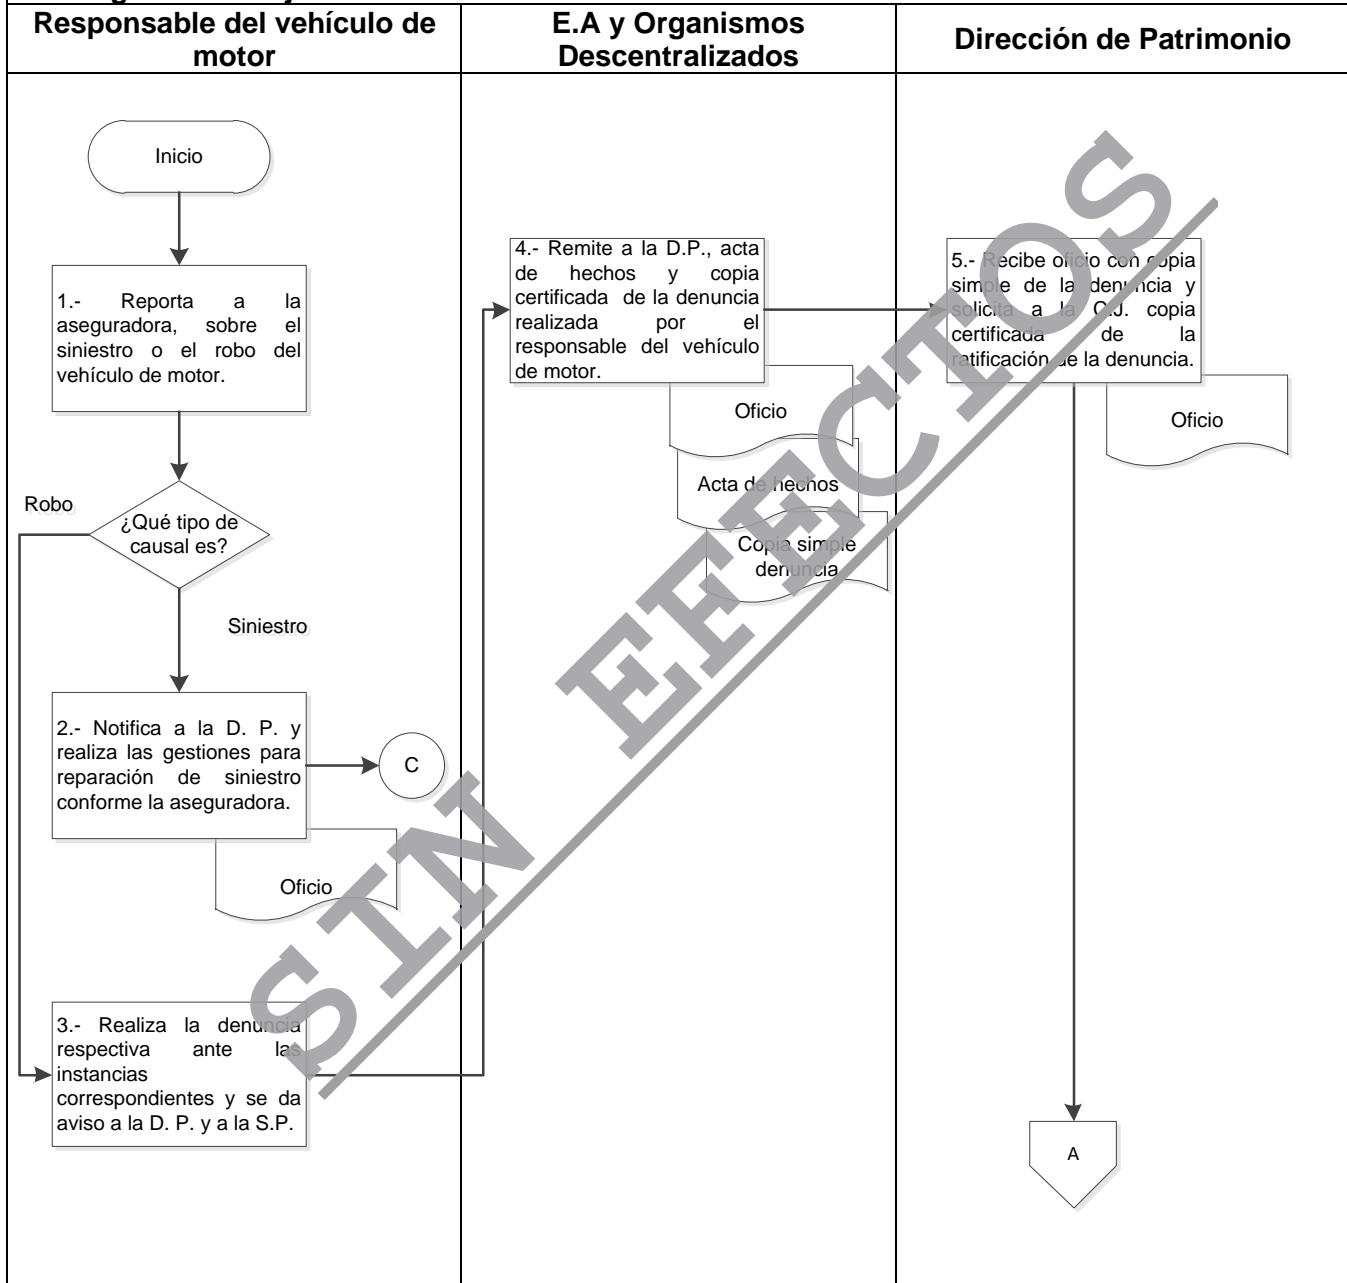 Responsable del vehículo de
motor
E.A y Organismos
Descentralizados
Dirección de Patrimonio
Inicio
1.- Reporta a la
aseguradora, sobre el
siniestro o el robo del
vehículo de motor.
Robo
¿Qué tipo de
causal es?
Siniestro
2.- Notifica a la D. P. y
realiza las gestiones para
reparación de siniestro
conforme la aseguradora.
C
Oficio
3.- Realiza la denuncia
respectiva ante las
instancias
correspondientes y se da
aviso a la D. P. y a la S.P.
4.- Remite a la D.P., acta
de hechos y copia
certificada de la denuncia
realizada por el
responsable del vehículo
de motor.
Oficio
Acta de hechos
Copia simple
denuncia
5.- Recibe oficio con copia
simple de la denuncia y
solicita a la C.J. copia
certificada de la
ratificación de la denuncia.
Oficio
A
SIN EFECTOS